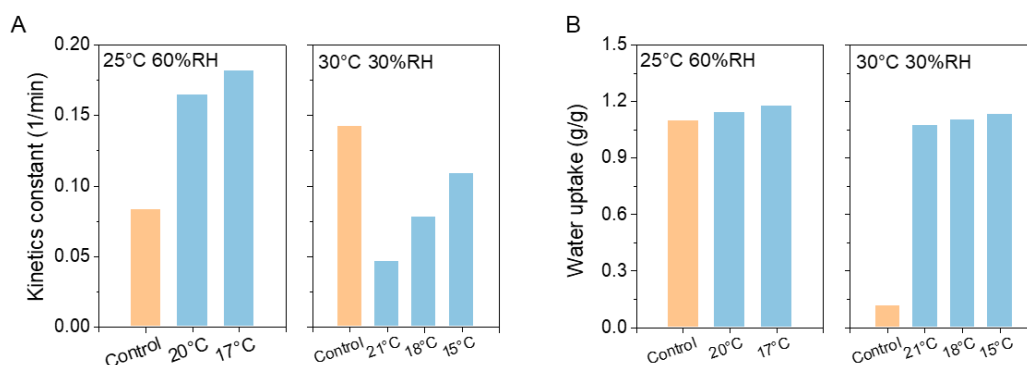 A
Kinetics constant (1/min)
0.20
0.15
0.10
0.05
0.00
25°C 60%RH
Control
20°C
17°C
30°C 30%RH
Control
21°C
18°C
15°C
B
Water uptake (g/g)
1.5
1.2
0.9
0.6
0.3
0.0
25°C 60%RH
Control
20°C
17°C
30°C 30%RH
Control
21°C
18°C
15°C